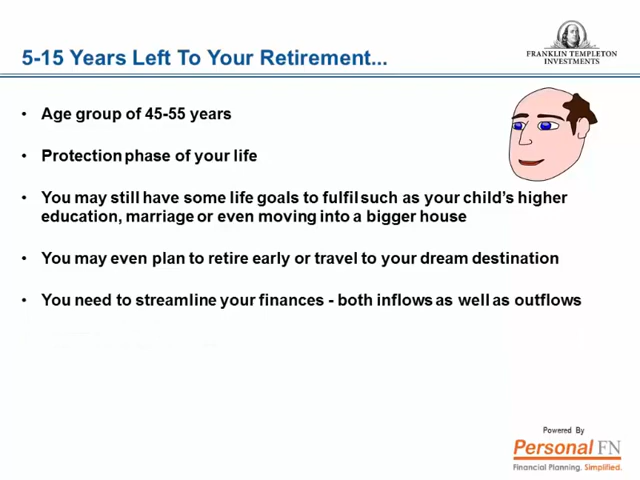 5-15 Years Left To Your Retirement...
FRANKLIN TEMPLETON
INVESTMENTS
• Age group of 45-55 years
• Protection phase of your life
• You may still have some life goals to fulfil such as your child's higher
education, marriage or even moving into a bigger house
• You may even plan to retire early or travel to your dream destination
• You need to streamline your finances - both inflows as well as outflows
Powered By
Personal FN
Financial Planning. Simplified.